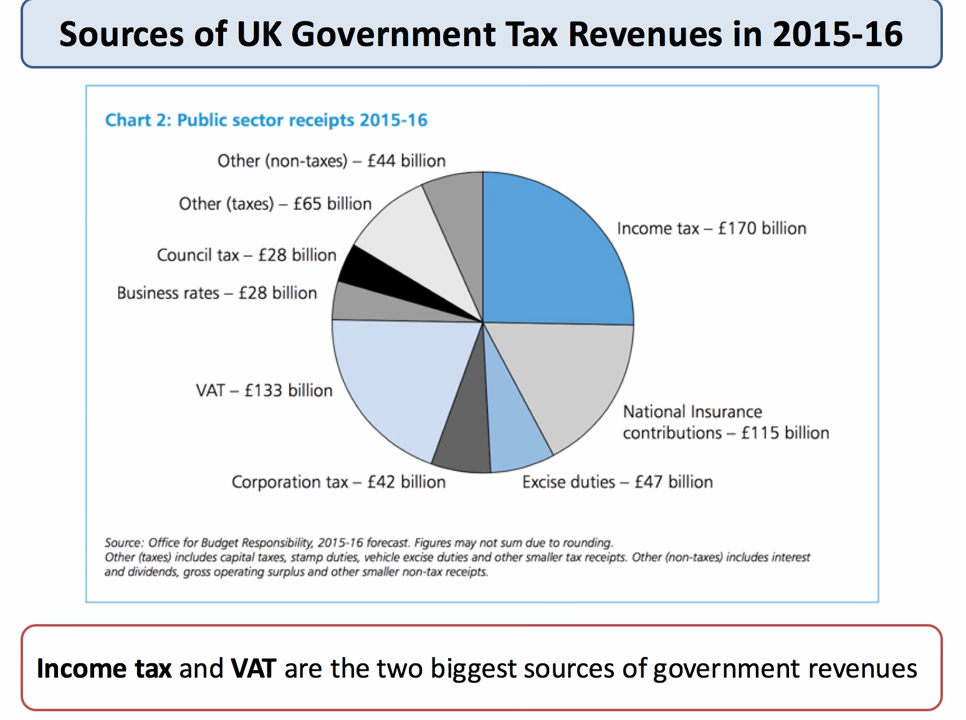 Sources of UK Government Tax Revenues in 2015-16
Chart 2: Public sector receipts 2015-16
Other (non-taxes) – £44 billion
Other (taxes) – £65 billion
Income tax – £170 billion
Council tax – £28 billion
Business rates – £28 billion
VAT – £133 billion
National Insurance
contributions – £115 billion
Corporation tax – £42 billion
Excise duties – £47 billion
Source: Office for Budget Responsibility, 2015-16 forecast. Figures may not sum due to rounding.
Other (taxes) includes capital taxes, stamp duties, vehicle excise duties and other smaller tax receipts. Other (non-taxes) includes interest
and dividends, gross operating surplus and other smaller non-tax receipts.
Income tax and VAT are the two biggest sources of government revenues